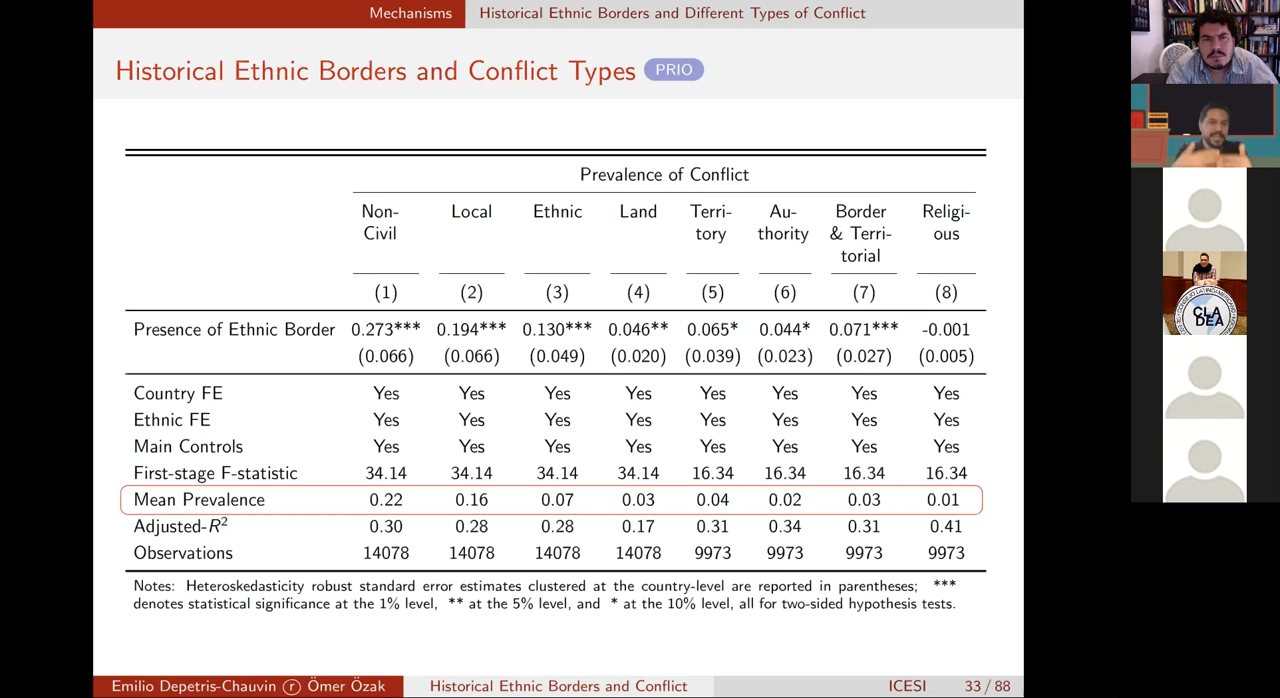 Mechanisms Historical Ethnic Borders and Different Types of Conflict
Historical Ethnic Borders and Conflict Types PRIO
Prevalence of Conflict
Non- Local Ethnic Land Terri- Au- Border Religi-
Civil tory thority & Terri- ous
torial
(1) (2) (3) (4) (5) (6) (7) (8)
Presence of Ethnic Border 0.273*** 0.194*** 0.130*** 0.046** 0.065* 0.044* 0.071*** -0.001
(0.066) (0.066) (0.049) (0.020) (0.039) (0.023) (0.027) (0.005)
Country FE Yes Yes Yes Yes Yes Yes Yes Yes
Ethnic FE Yes Yes Yes Yes Yes Yes Yes Yes
Main Controls Yes Yes Yes Yes Yes Yes Yes Yes
First-stage F-statistic 34.14 34.14 34.14 34.14 16.34 16.34 16.34 16.34
Mean Prevalence 0.22 0.16 0.07 0.03 0.04 0.02 0.03 0.01
Adjusted-R² 0.30 0.28 0.28 0.17 0.31 0.34 0.31 0.41
Observations 14078 14078 14078 14078 9973 9973 9973 9973
Notes: Heteroskedasticity robust standard error estimates clustered at the country-level are reported in parentheses; ***
denotes statistical significance at the 1% level, ** at the 5% level, and * at the 10% level, all for two-sided hypothesis tests.
Emilio Depetris-Chauvin ⓡ Ömer Özak Historical Ethnic Borders and Conflict ICESI 33 / 88
CLA
DEA